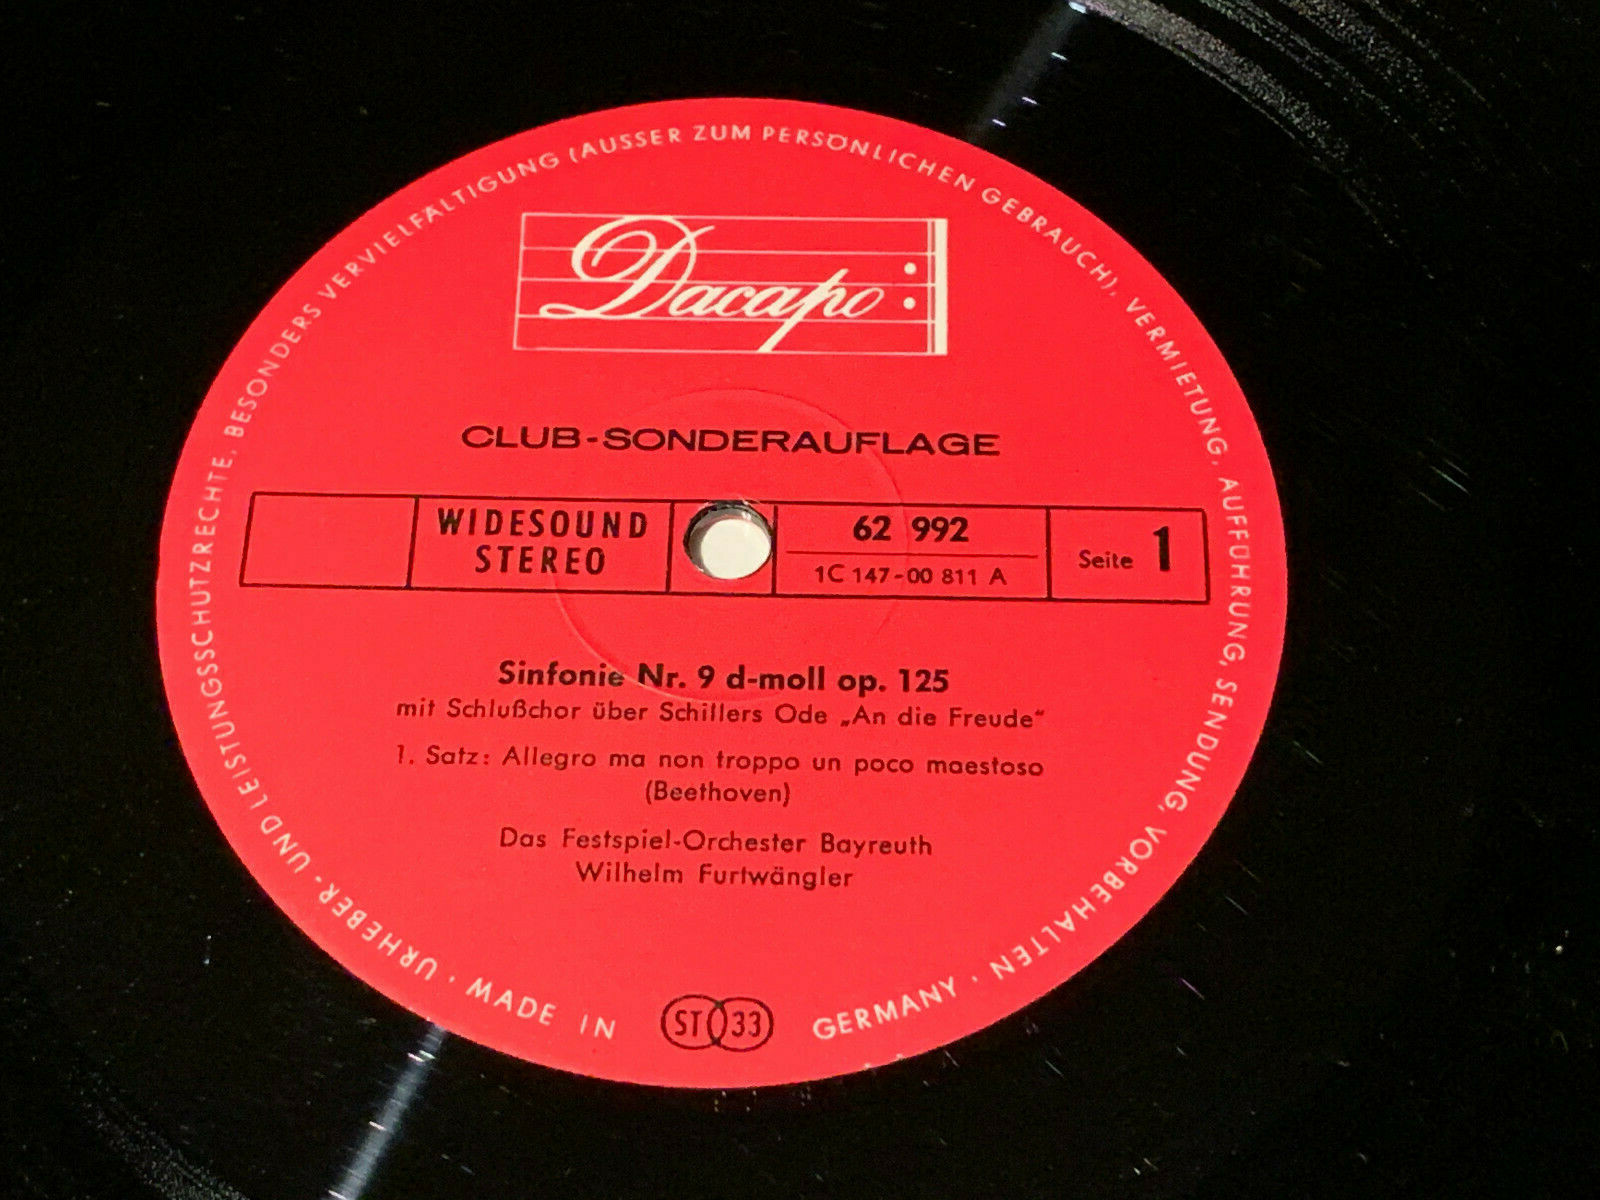 Dacapo
CLUB-SONDERAUFLAGE
WIDESOUND
STEREO
62 992
1C 147-00 811 A
Seite 1
Sinfonie Nr. 9 d-moll op. 125
mit Schlußchor über Schillers Ode „An die Freude“
1. Satz: Allegro ma non troppo un poco maestoso
(Beethoven)
Das Festspiel-Orchester Bayreuth
Wilhelm Furtwängler
ST 33
MADE IN GERMANY · URHEBER- UND LEISTUNGSSCHUTZRECHTE, BESONDERS VERVIELFÄLTIGUNG (AUSSER ZUM PERSÖNLICHEN GEBRAUCH), VERMIETUNG, AUFFÜHRUNG, SENDUNG, VORBEHALTEN ·